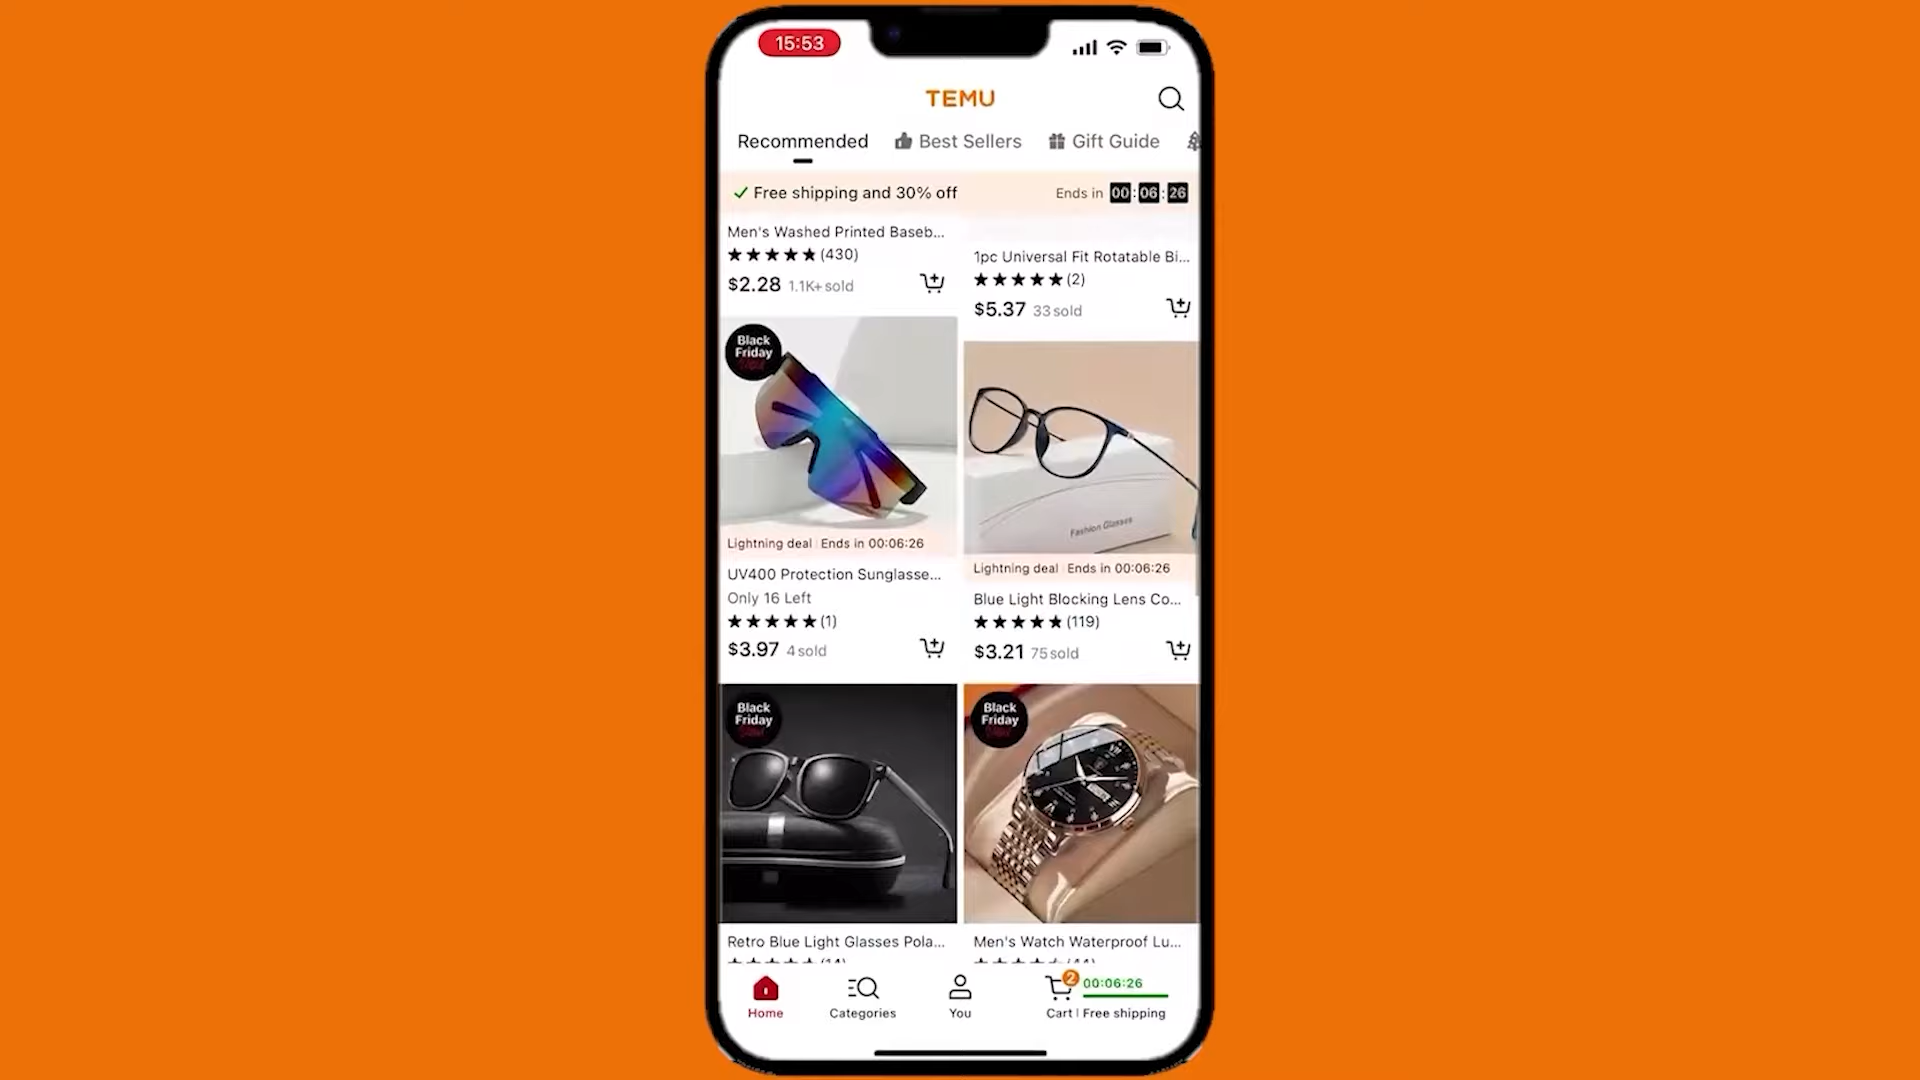 15:53
TEMU
Recommended
Best Sellers
Gift Guide
Free shipping and 30% off
Ends in 00:06:26
Men's Washed Printed Baseb...
(430)
$2.28 1.1K+ sold
1pc Universal Fit Rotatable Bi...
(2)
$5.37 33 sold
Black
Friday
Lightning deal Ends in 00:06:26
UV400 Protection Sunglasse...
Only 16 Left
(1)
$3.97 4 sold
Fashion Glasses
Lightning deal Ends in 00:06:26
Blue Light Blocking Lens Co...
(119)
$3.21 75 sold
Black
Friday
Retro Blue Light Glasses Pola...
(14)
Black
Friday
Men's Watch Waterproof Lu...
(44)
Home
Categories
You
2
00:06:26
Cart | Free shipping